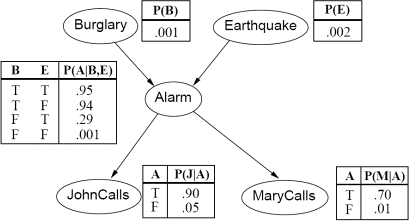 P(B)
Burglary
.001
P(E)
Earthquake
.002
B E P(A|B,E)
T T .95
T F .94
F T .29
F F .001
Alarm
A P(J|A)
T .90
F .05
JohnCalls
A P(M|A)
T .70
F .01
MaryCalls